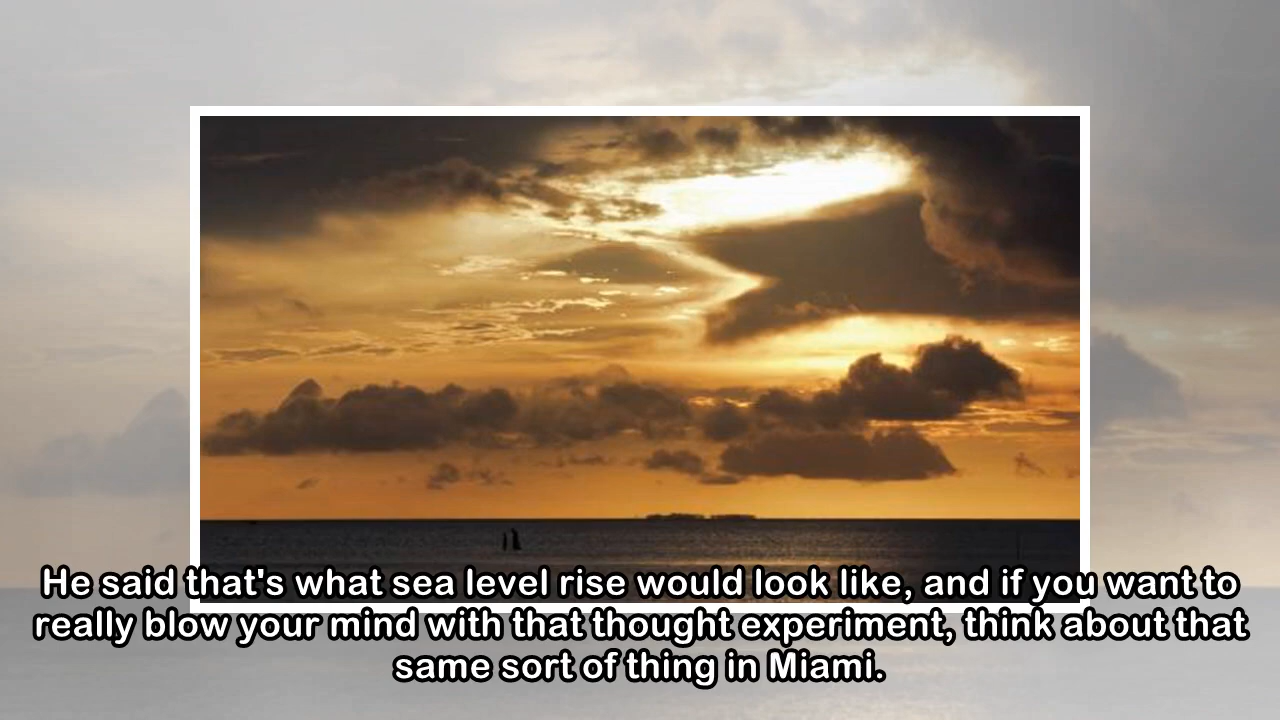 He said that's what sea level rise would look like, and if you want to
really blow your mind with that thought experiment, think about that
same sort of thing in Miami.